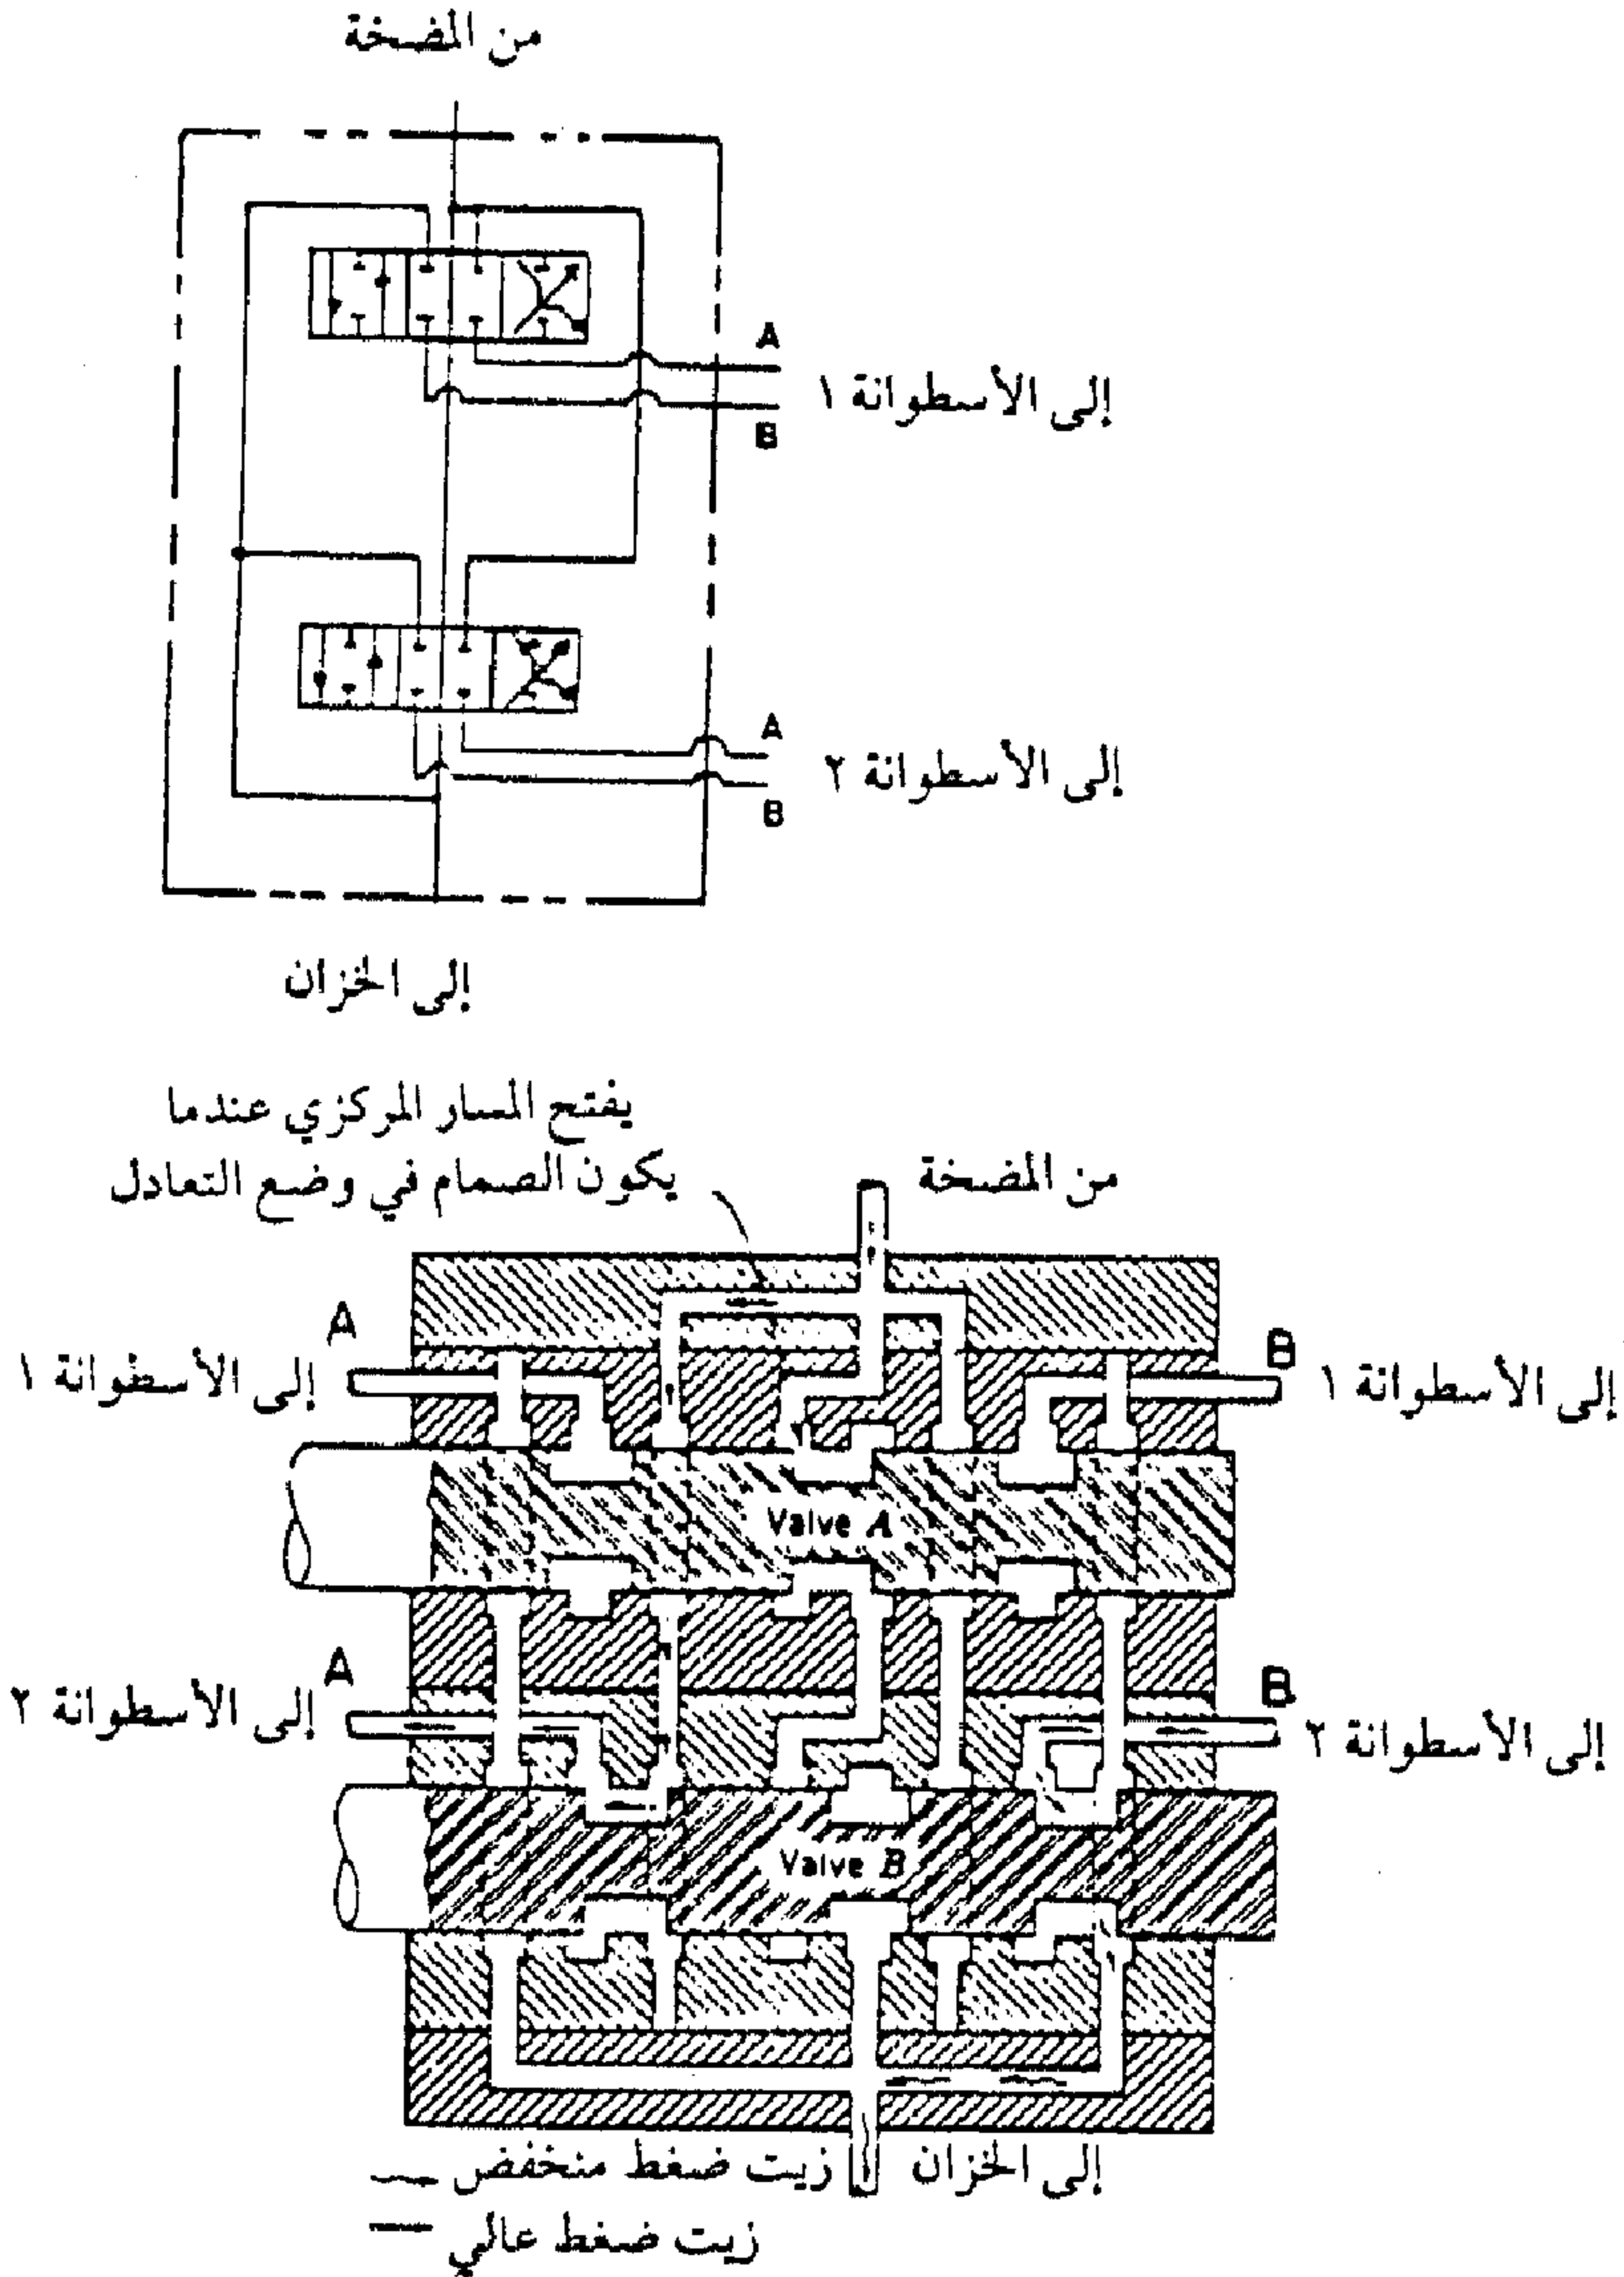 من المضخة
A
إلى الأسطوانة ١
B
A
إلى الأسطوانة ٢
B
إلى الخزان
يفتح المسار المركزي عندما
يكون الصمام في وضع التعادل
من المضخة
A
إلى الأسطوانة ١
B
إلى الأسطوانة ١
Valve A
A
إلى الأسطوانة ٢
B
إلى الأسطوانة ٢
Valve B
إلى الخزان
زيت ضغط منخفض
زيت ضغط عالي